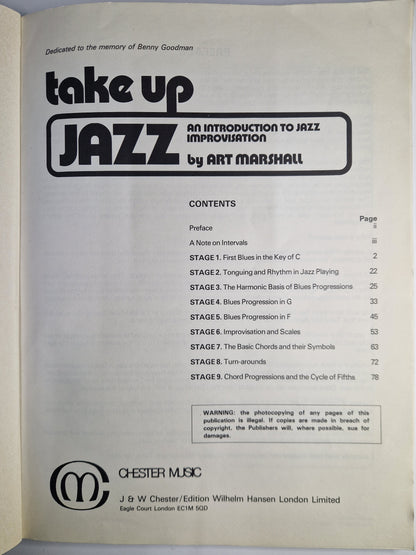 Dedicated to the memory of Benny Goodman
take up
JAZZ AN INTRODUCTION TO JAZZ
IMPROVISATION
by ART MARSHALL
CONTENTS
Page
Preface ii
A Note on Intervals iii
STAGE 1. First Blues in the Key of C 2
STAGE 2. Tonguing and Rhythm in Jazz Playing 22
STAGE 3. The Harmonic Basis of Blues Progressions 25
STAGE 4. Blues Progression in G 33
STAGE 5. Blues Progression in F 45
STAGE 6. Improvisation and Scales 53
STAGE 7. The Basic Chords and their Symbols 63
STAGE 8. Turn-arounds 72
STAGE 9. Chord Progressions and the Cycle of Fifths 78
WARNING: the photocopying of any pages of this
publication is illegal. If copies are made in breach of
copyright, the Publishers will, where possible, sue for
damages.
CM CHESTER MUSIC
J & W Chester/Edition Wilhelm Hansen London Limited
Eagle Court London EC1M 5QD